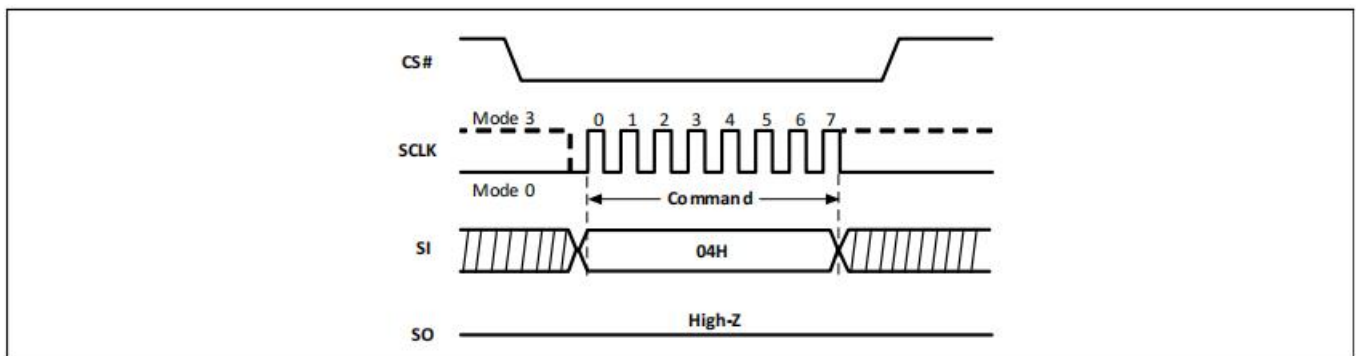 CS#
Mode 3
0 1 2 3 4 5 6 7
SCLK
Mode 0
Command
SI
04H
High-Z
SO